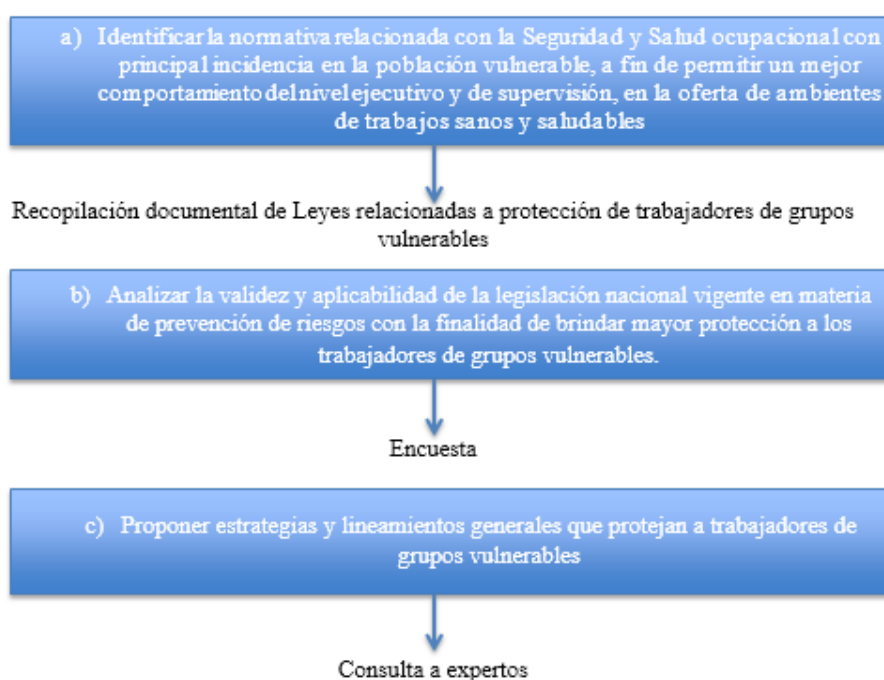 a) Identificar la normativa relacionada con la Seguridad y Salud ocupacional con
principal incidencia en la población vulnerable, a fin de permitir un mejor
comportamiento del nivel ejecutivo y de supervisión, en la oferta de ambientes
de trabajos sanos y saludables
Recopilación documental de Leyes relacionadas a protección de trabajadores de grupos
vulnerables
b) Analizar la validez y aplicabilidad de la legislación nacional vigente en materia
de prevención de riesgos con la finalidad de brindar mayor protección a los
trabajadores de grupos vulnerables.
Encuesta
c) Proponer estrategias y lineamientos generales que protejan a trabajadores de
grupos vulnerables
Consulta a expertos